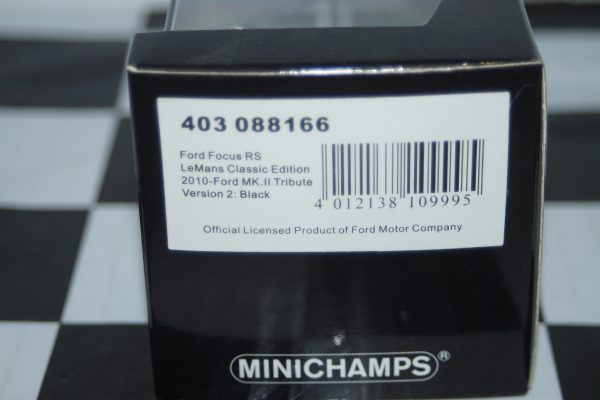 403 088166
Ford Focus RS
LeMans Classic Edition
2010-Ford MK.II Tribute
Version 2: Black
4 012138 109995
Official Licensed Product of Ford Motor Company
MINICHAMPS®